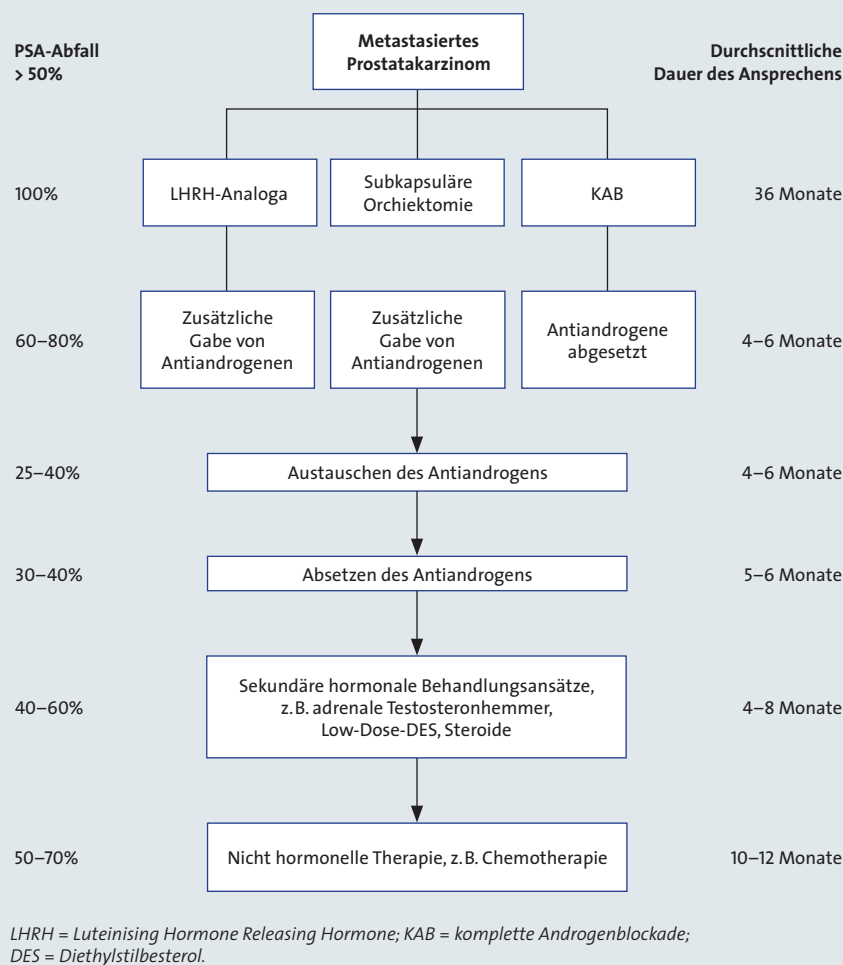 PSA-Abfall
> 50%
Metastasiertes
Prostatakarzinom
Durchscnittliche
Dauer des Ansprechens
100%
LHRH-Analoga
Subkapsuläre
Orchiektomie
KAB
36 Monate
60–80%
Zusätzliche
Gabe von
Antiandrogenen
Zusätzliche
Gabe von
Antiandrogenen
Antiandrogene
abgesetzt
4–6 Monate
25–40%
Austauschen des Antiandrogens
4–6 Monate
30–40%
Absetzen des Antiandrogens
5–6 Monate
40–60%
Sekundäre hormonale Behandlungsansätze,
z.B. adrenale Testosteronhemmer,
Low-Dose-DES, Steroide
4–8 Monate
50–70%
Nicht hormonelle Therapie, z.B. Chemotherapie
10–12 Monate
LHRH = Luteinising Hormone Releasing Hormone; KAB = komplette Androgenblockade;
DES = Diethylstilbesterol.